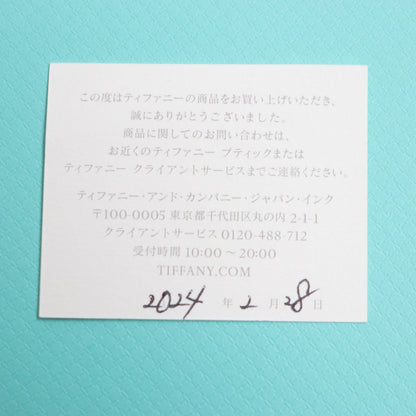 この度はティファニーの商品をお買い上げいただき、
誠にありがとうございました。
商品に関してのお問い合わせは、
お近くのティファニー ブティックまたは
ティファニー クライアントサービスまでご連絡ください。
ティファニー・アンド・カンパニー・ジャパン・インク
〒100-0005 東京都千代田区丸の内 2-1-1
クライアントサービス 0120-488-712
受付時間 10:00～20:00
TIFFANY.COM
2024 年 2 月 28 日